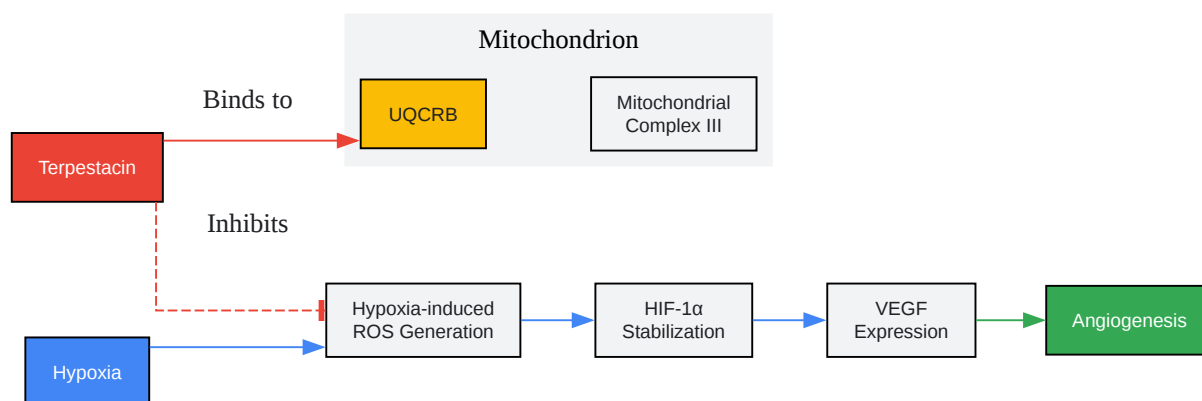 Mitochondrion
Binds to
UQCRB
Mitochondrial
Complex III
Terpestacin
Inhibits
Hypoxia-induced
ROS Generation
HIF-1α
Stabilization
VEGF
Expression
Angiogenesis
Hypoxia